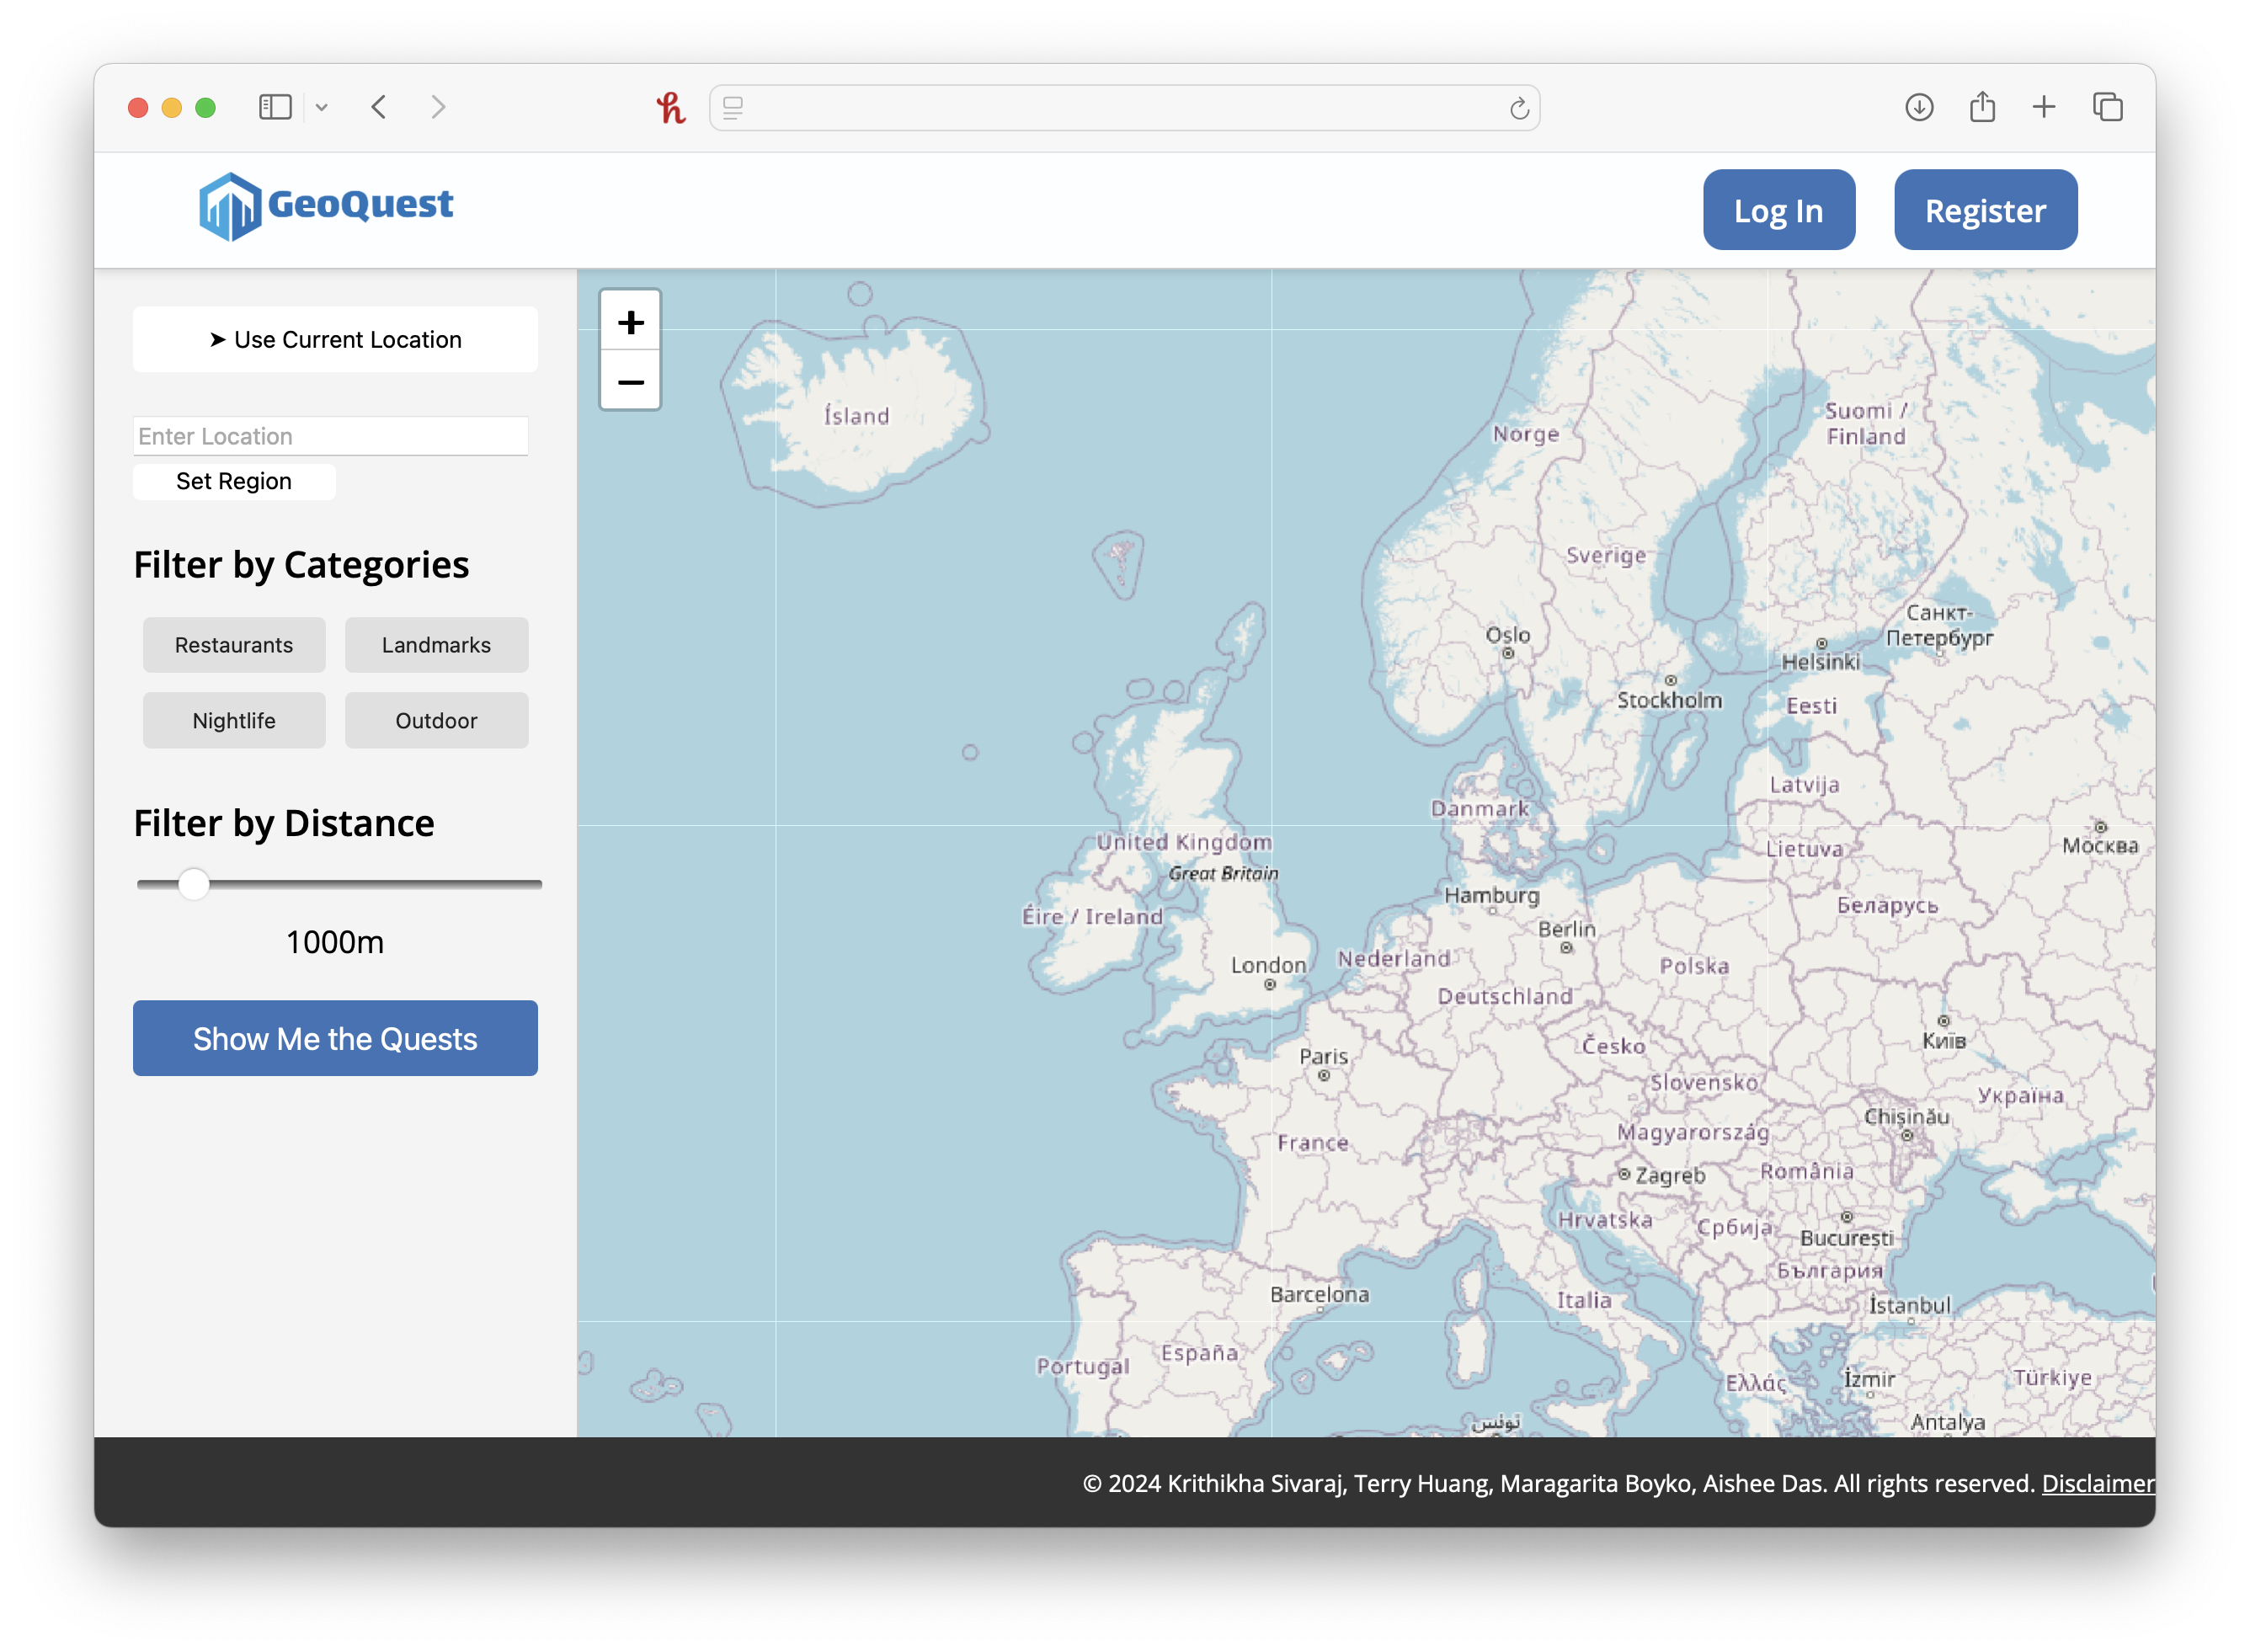 GeoQuest
Log In
Register
➤ Use Current Location
Enter Location
Set Region
Filter by Categories
Restaurants
Landmarks
Nightlife
Outdoor
Filter by Distance
1000m
Show Me the Quests
+
−
Ísland
Norge
Suomi /
Finland
Sverige
Санкт-
Петербург
Oslo
Helsinki
Stockholm
Eesti
Latvija
Danmark
United Kingdom
Lietuva
Москва
Great Britain
Hamburg
Беларусь
Éire / Ireland
Berlin
London
Nederland
Polska
Deutschland
Київ
Česko
Paris
Slovensko
Україна
Chișinău
France
Magyarország
Zagreb
România
Hrvatska
Србија
București
България
Barcelona
Italia
İstanbul
España
Portugal
Ελλάς
İzmir
Türkiye
تونس
Antalya
© 2024 Krithikha Sivaraj, Terry Huang, Maragarita Boyko, Aishee Das. All rights reserved. Disclaimer